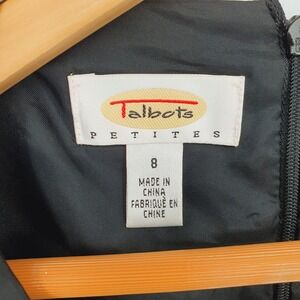 Talbots
PETITES
8
MADE IN
CHINA
FABRIQUÉ EN
CHINE